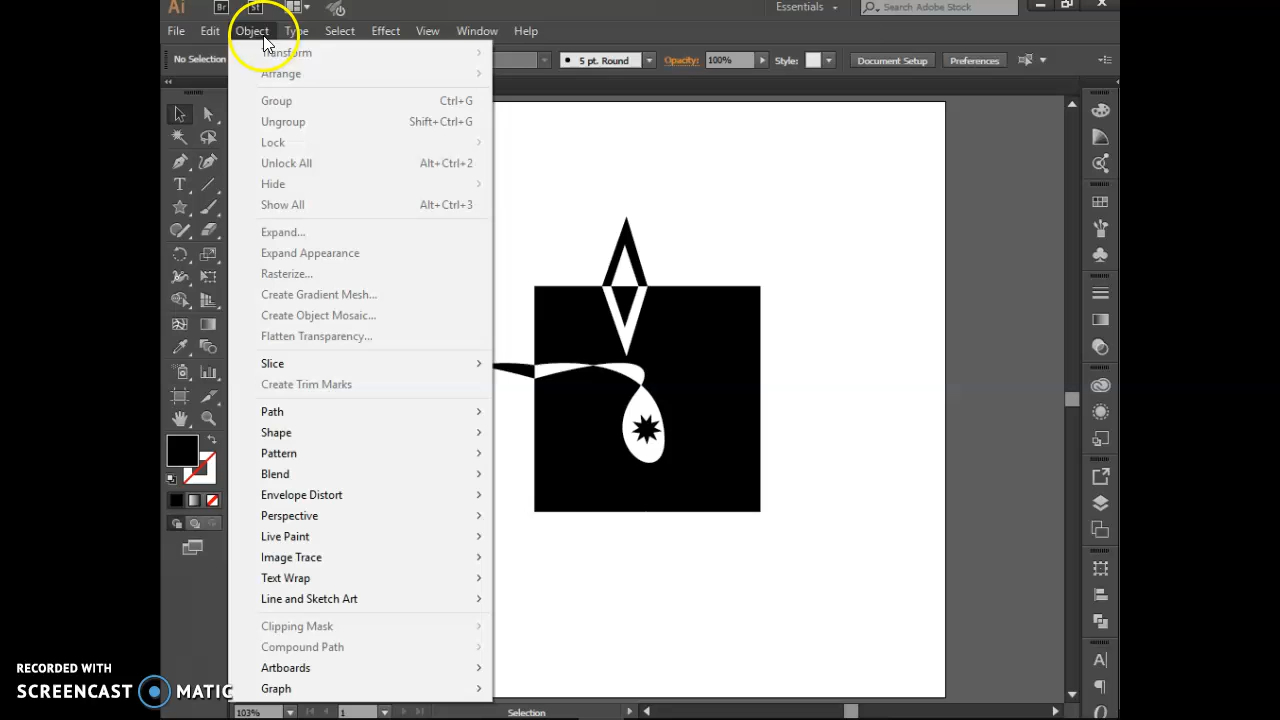 Ai Br St Essentials Search Adobe Stock
File Edit Object Type Select Effect View Window Help
No Selection 5 pt. Round Opacity: 100% Style: Document Setup Preferences
Transform
Arrange
Group Ctrl+G
Ungroup Shift+Ctrl+G
Lock
Unlock All Alt+Ctrl+2
Hide
Show All Alt+Ctrl+3
Expand...
Expand Appearance
Rasterize...
Create Gradient Mesh...
Create Object Mosaic...
Flatten Transparency...
Slice
Create Trim Marks
Path
Shape
Pattern
Blend
Envelope Distort
Perspective
Live Paint
Image Trace
Text Wrap
Line and Sketch Art
Clipping Mask
Compound Path
Artboards
Graph
103% 1 Selection
RECORDED WITH
SCREENCAST MATIC